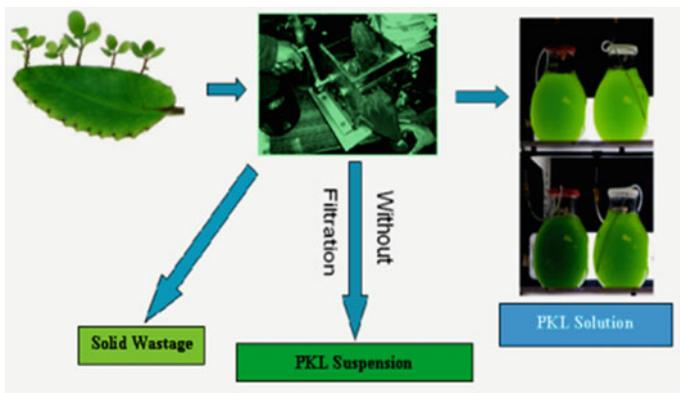 Without
Filtration
PKL Solution
Solid Wastage
PKL Suspension